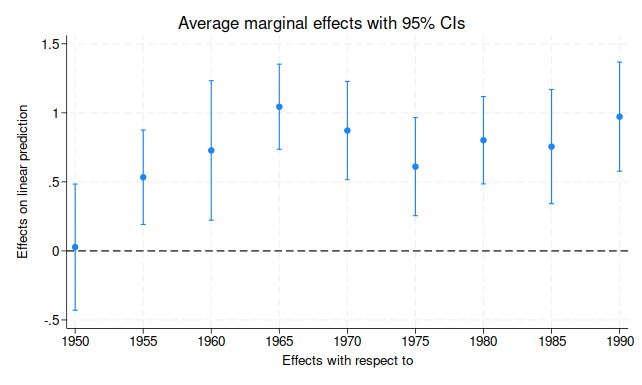 Average marginal effects with 95% CIs
Effects on linear prediction
1.5
1
.5
0
-.5
1950 1955 1960 1965 1970 1975 1980 1985 1990
Effects with respect to